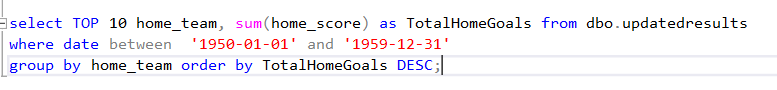 select TOP 10 home_team, sum(home_score) as TotalHomeGoals from dbo.updatedresults
where date between  '1950-01-01' and '1959-12-31'
group by home_team order by TotalHomeGoals DESC;